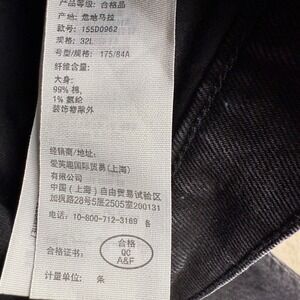 产品等级: 合格品
产地: 危地马拉
款号: 155D0962
规格: 32L
号型/规格: 175/84A
纤维含量:
大身:
99% 棉,
1% 氨纶
装饰物除外
经销商/地址:
爱芙趣国际贸易(上海)
有限公司
中国(上海)自由贸易试验区
加枫路28号5层2505室200131
电话: 10-800-712-3169
合格证书:
合格
QC
A&F
计量单位: 条